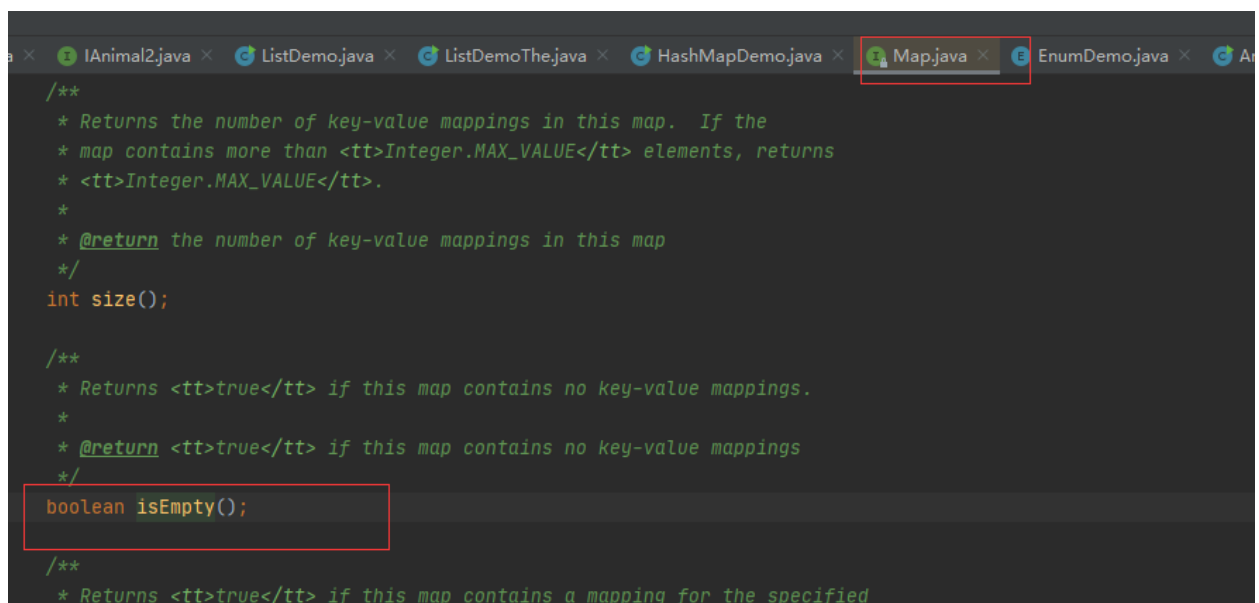 a IAnimal2.java ListDemo.java ListDemoThe.java HashMapDemo.java Map.java EnumDemo.java Ar
/**
* Returns the number of key-value mappings in this map.  If the
* map contains more than <tt>Integer.MAX_VALUE</tt> elements, returns
* <tt>Integer.MAX_VALUE</tt>.
*
* @return the number of key-value mappings in this map
*/
int size();
/**
* Returns <tt>true</tt> if this map contains no key-value mappings.
*
* @return <tt>true</tt> if this map contains no key-value mappings
*/
boolean isEmpty();
/**
* Returns <tt>true</tt> if this map contains a mapping for the specified